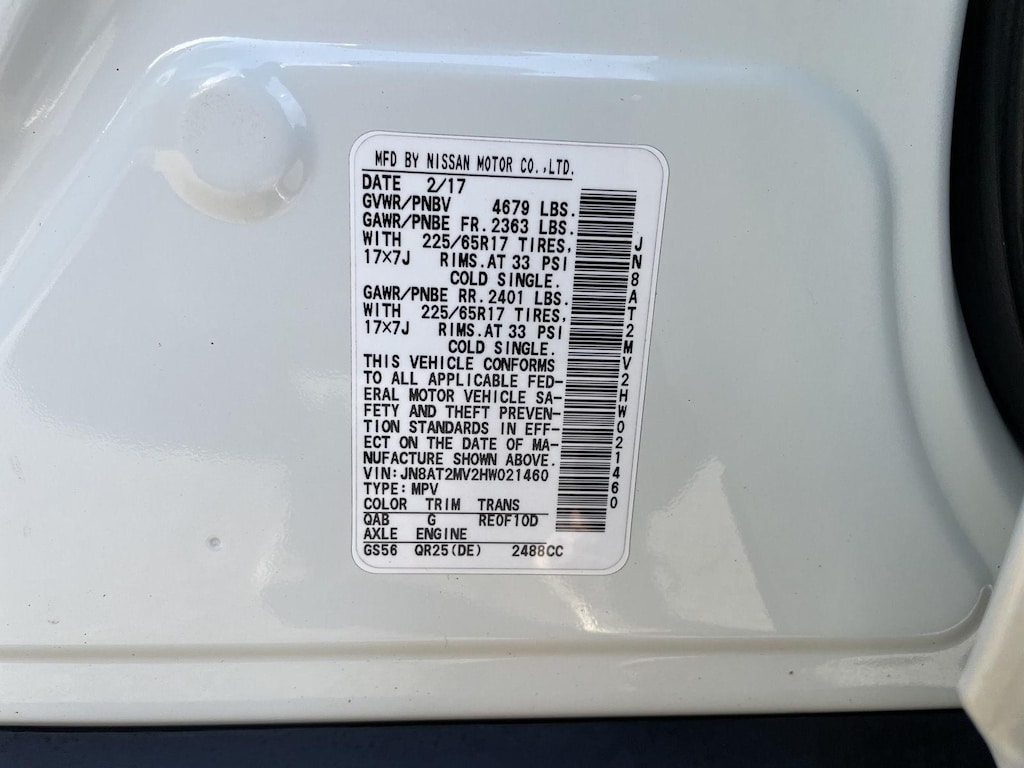 MFD BY NISSAN MOTOR CO.,LTD.
DATE 2/17
GVWR/PNBV 4679 LBS.
GAWR/PNBE FR.2363 LBS.
WITH 225/65R17 TIRES,
17×7J RIMS.AT 33 PSI
COLD SINGLE.
GAWR/PNBE RR.2401 LBS.
WITH 225/65R17 TIRES,
17×7J RIMS.AT 33 PSI
COLD SINGLE.
THIS VEHICLE CONFORMS
TO ALL APPLICABLE FED-
ERAL MOTOR VEHICLE SA-
FETY AND THEFT PREVEN-
TION STANDARDS IN EFF-
ECT ON THE DATE OF MA-
NUFACTURE SHOWN ABOVE.
VIN:JN8AT2MV2HW021460
TYPE:MPV
COLOR TRIM TRANS
QAB G RE0F10D
AXLE ENGINE
GS56 QR25(DE) 2488CC
JN8AT2MV2HW021460